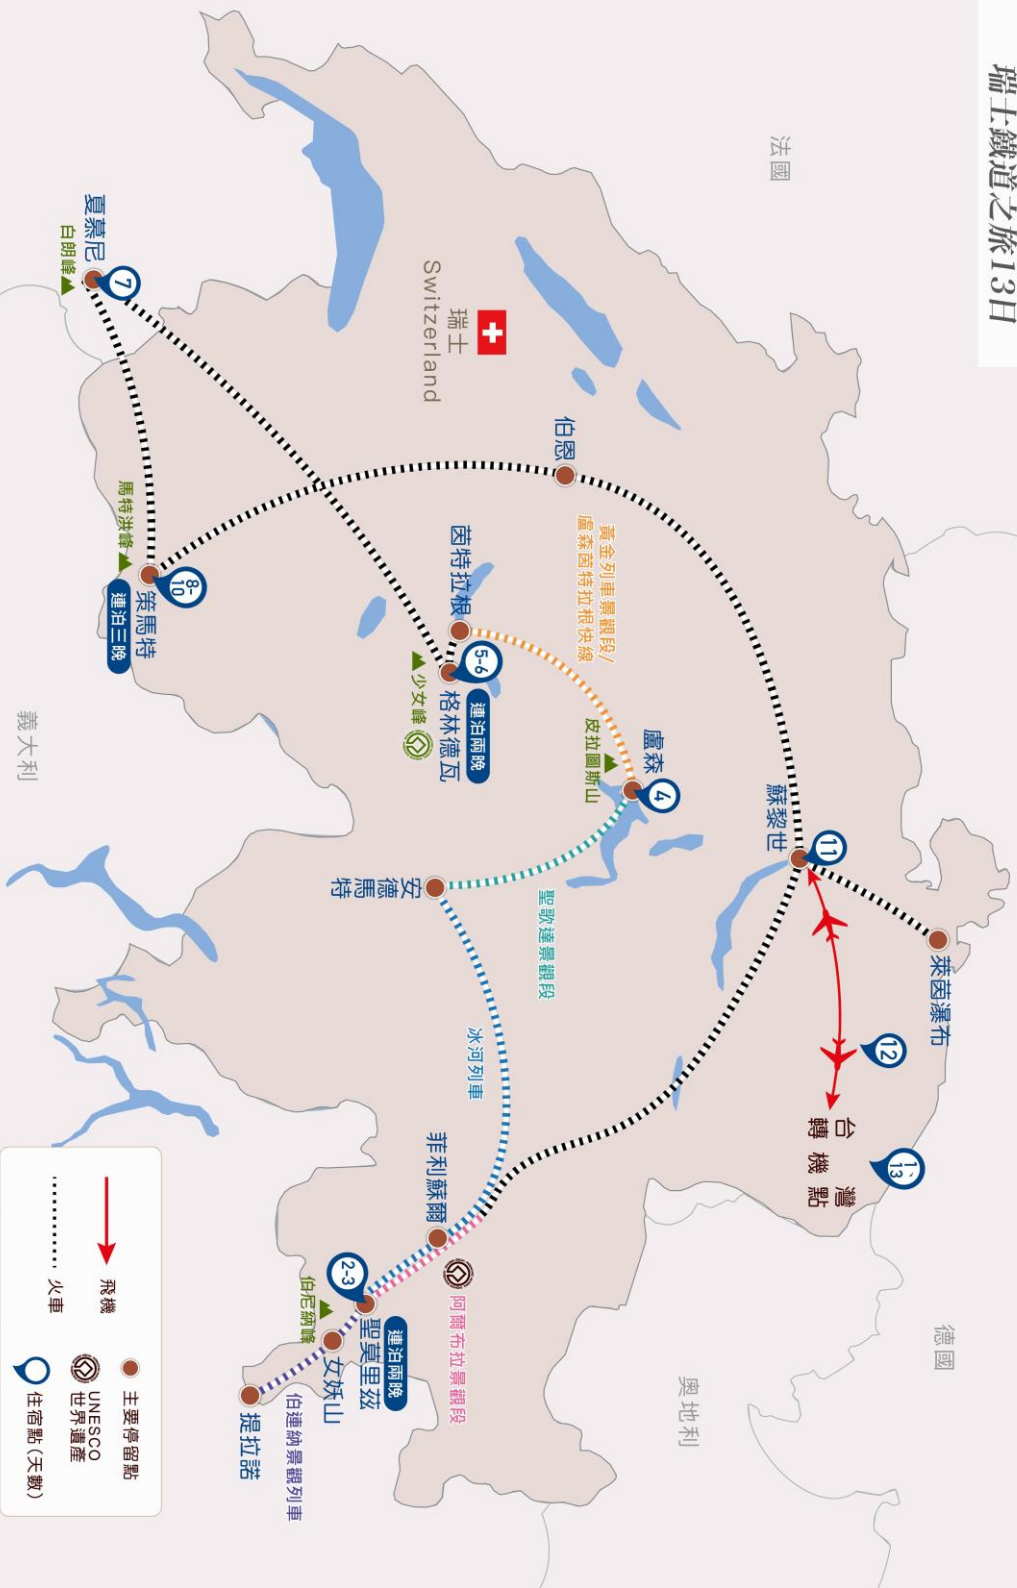 瑞士鐵道之旅13日
法國
德國
奧地利
義大利
瑞士
Switzerland
萊茵瀑布
蘇黎世
11
12
1、13
台灣
轉機點
伯恩
黃金列車景觀段/
盧森茵特拉根快線
盧森
4
皮拉圖斯山
聖歌達景觀段
茵特拉根
5-6
格林德瓦
連泊兩晚
少女峰
安德馬特
冰河列車
菲利蘇爾
阿爾布拉景觀段
2-3
聖莫里茲
連泊兩晚
伯尼納峰
女妖山
提拉諾
伯連納景觀列車
夏慕尼
7
白朗峰
馬特洪峰
8-10
策馬特
連泊三晚
飛機
火車
主要停留點
UNESCO
世界遺產
住宿點(天數)